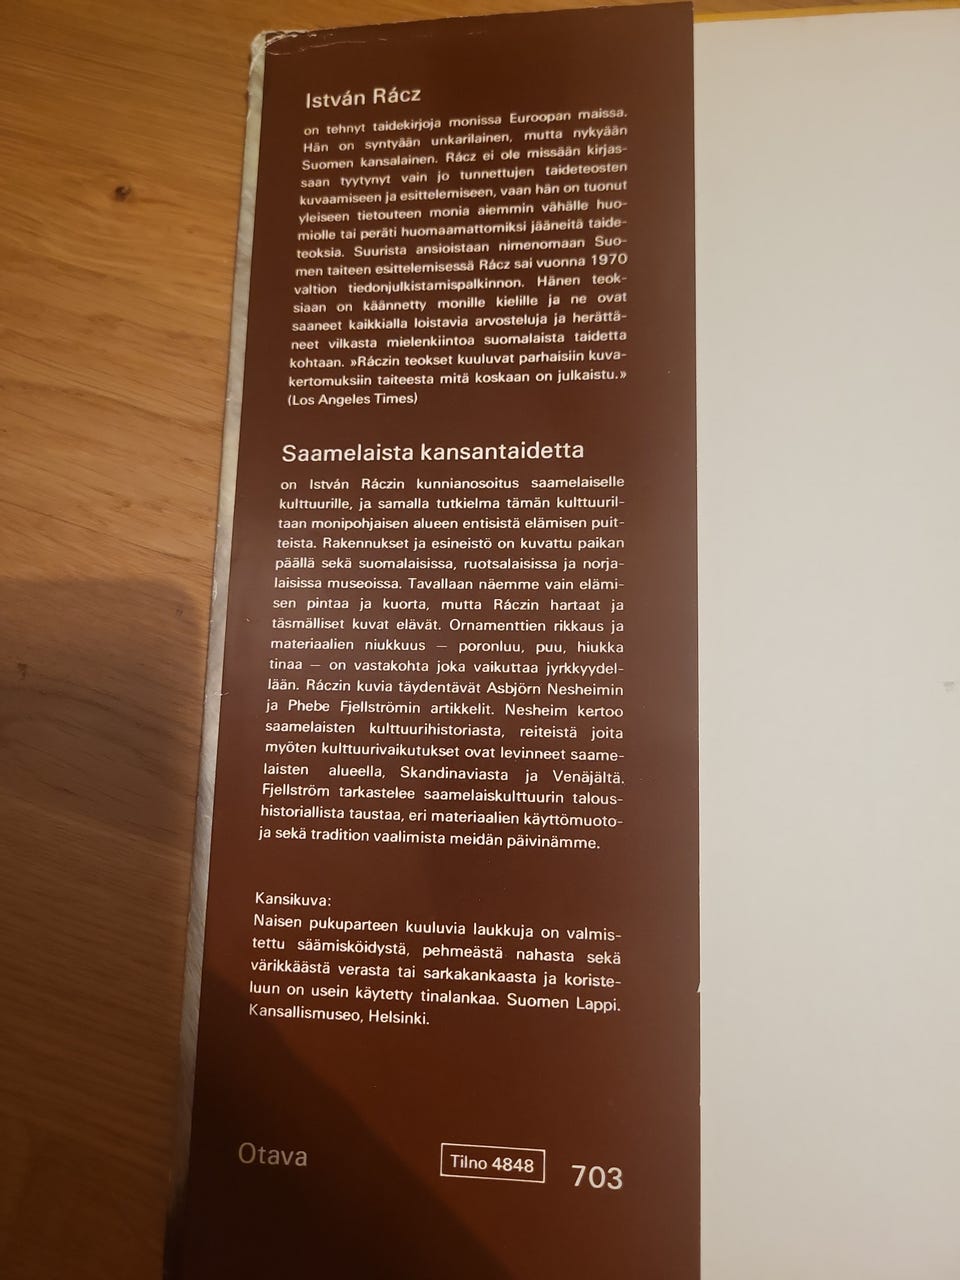 István Rácz
on tehnyt taidekirjoja monissa Euroopan maissa.
Hän on syntyään unkarilainen, mutta nykyään
Suomen kansalainen. Rácz ei ole missään kirjas-
saan tyytynyt vain jo tunnettujen taideteosten
kuvaamiseen ja esittelemiseen, vaan hän on tuonut
yleiseen tietouteen monia aiemmin vähälle huo-
miolle tai peräti huomaamattomiksi jääneitä taide-
teoksia. Suurista ansioistaan nimenomaan Suo-
men taiteen esittelemisessä Rácz sai vuonna 1970
valtion tiedonjulkistamispalkinnon. Hänen teok-
siaan on käännetty monille kielille ja ne ovat
saaneet kaikkialla loistavia arvosteluja ja herättä-
neet vilkasta mielenkiintoa suomalaista taidetta
kohtaan. »Ráczin teokset kuuluvat parhaisiin kuva-
kertomuksiin taiteesta mitä koskaan on julkaistu.»
(Los Angeles Times)
Saamelaista kansantaidetta
on István Ráczin kunnianosoitus saamelaiselle
kulttuurille, ja samalla tutkielma tämän kulttuuril-
taan monipohjaisen alueen entisistä elämisen puit-
teista. Rakennukset ja esineistö on kuvattu paikan
päällä sekä suomalaisissa, ruotsalaisissa ja norja-
laisissa museoissa. Tavallaan näemme vain elämi-
sen pintaa ja kuorta, mutta Ráczin hartaat ja
täsmälliset kuvat elävät. Ornamenttien rikkaus ja
materiaalien niukkuus — poronluu, puu, hiukka
tinaa — on vastakohta joka vaikuttaa jyrkkyydel-
lään. Ráczin kuvia täydentävät Asbjörn Nesheimin
ja Phebe Fjellströmin artikkelit. Nesheim kertoo
saamelaisten kulttuurihistoriasta, reiteistä joita
myöten kulttuurivaikutukset ovat levinneet saame-
laisten alueella, Skandinaviasta ja Venäjältä.
Fjellström tarkastelee saamelaiskulttuurin talous-
historiallista taustaa, eri materiaalien käyttömuoto-
ja sekä tradition vaalimista meidän päivinämme.
Kansikuva:
Naisen pukuparteen kuuluvia laukkuja on valmis-
tettu säämisköidystä, pehmeästä nahasta sekä
värikkäästä verasta tai sarkakankaasta ja koriste-
luun on usein käytetty tinalankaa. Suomen Lappi.
Kansallismuseo, Helsinki.
Otava
Tilno 4848
703